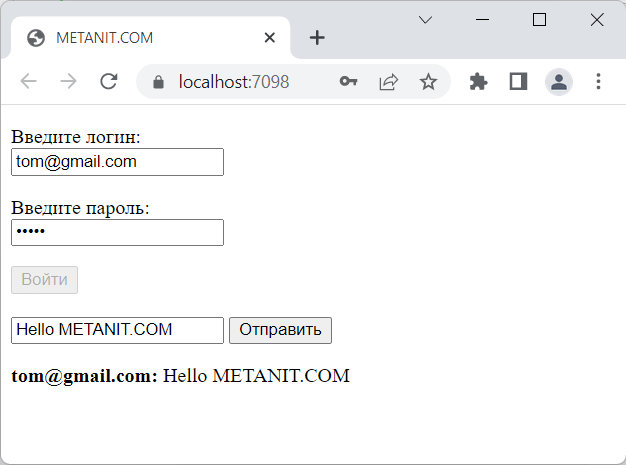 METANIT.COM
localhost:7098
Введите логин:
tom@gmail.com
Введите пароль:
•••••
Войти
Hello METANIT.COM Отправить
tom@gmail.com: Hello METANIT.COM